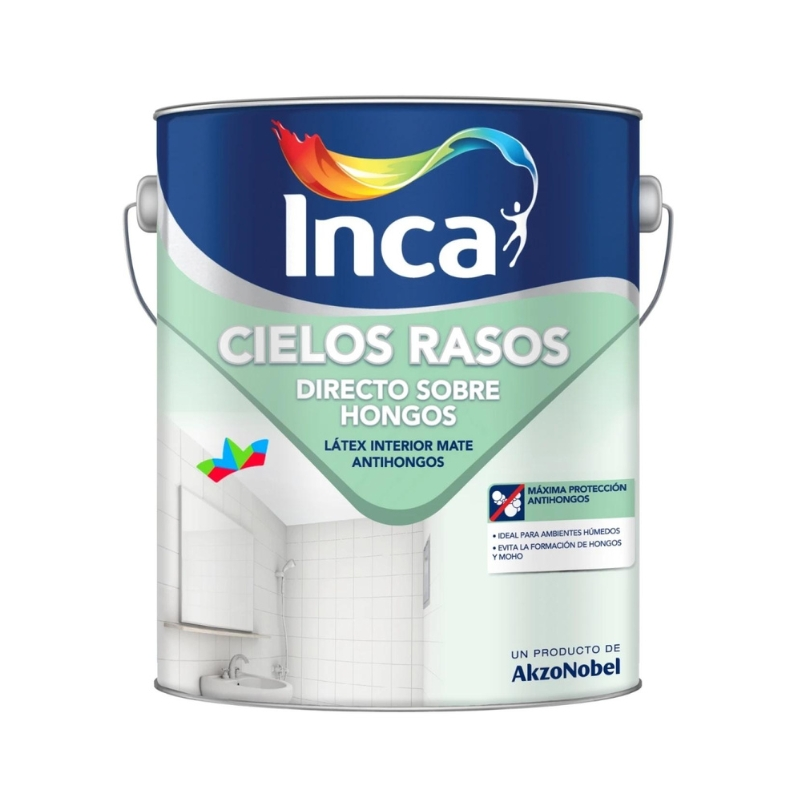 Inca
CIELOS RASOS
DIRECTO SOBRE
HONGOS
LÁTEX INTERIOR MATE
ANTIHONGOS
MÁXIMA PROTECCIÓN
ANTIHONGOS
• IDEAL PARA AMBIENTES HÚMEDOS
• EVITA LA FORMACIÓN DE HONGOS
Y MOHO
UN PRODUCTO DE
AkzoNobel